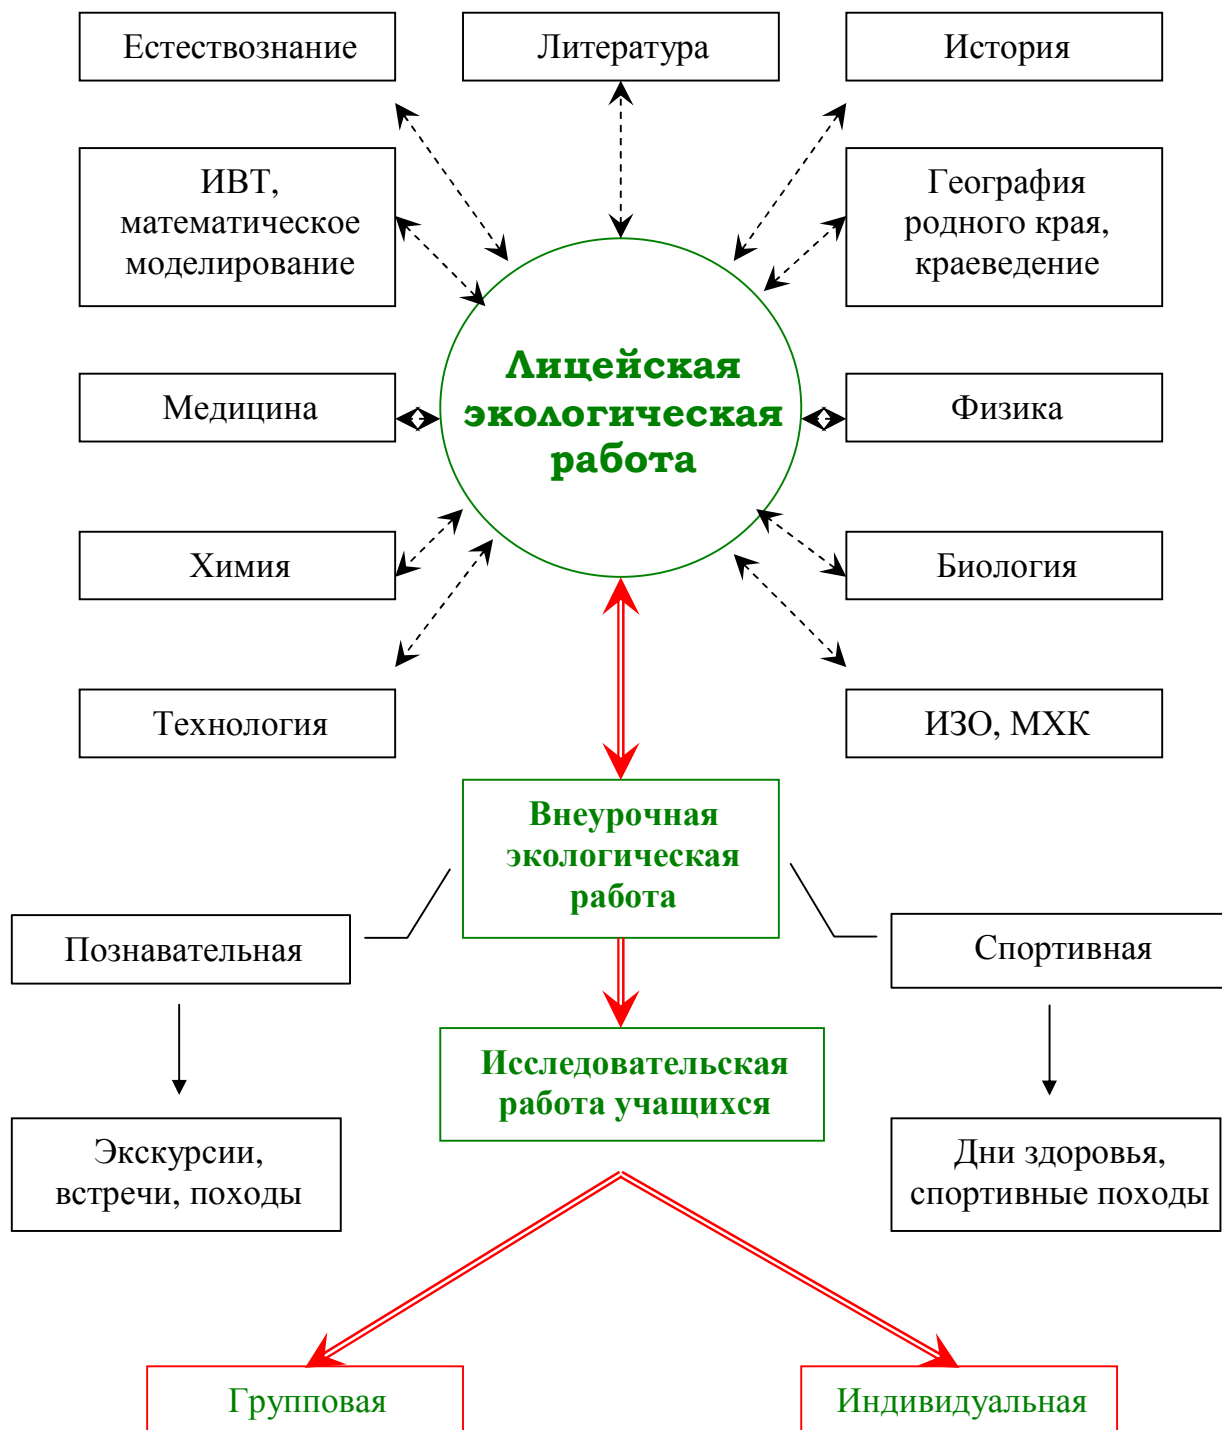 Естествознание
Литература
История
ИВТ,
математическое
моделирование
География
родного края,
краеведение
Лицейская
экологическая
работа
Медицина
Физика
Химия
Биология
Технология
ИЗО, МХК
Внеурочная
экологическая
работа
Познавательная
Спортивная
Исследовательская
работа учащихся
Экскурсии,
встречи, походы
Дни здоровья,
спортивные походы
Групповая
Индивидуальная